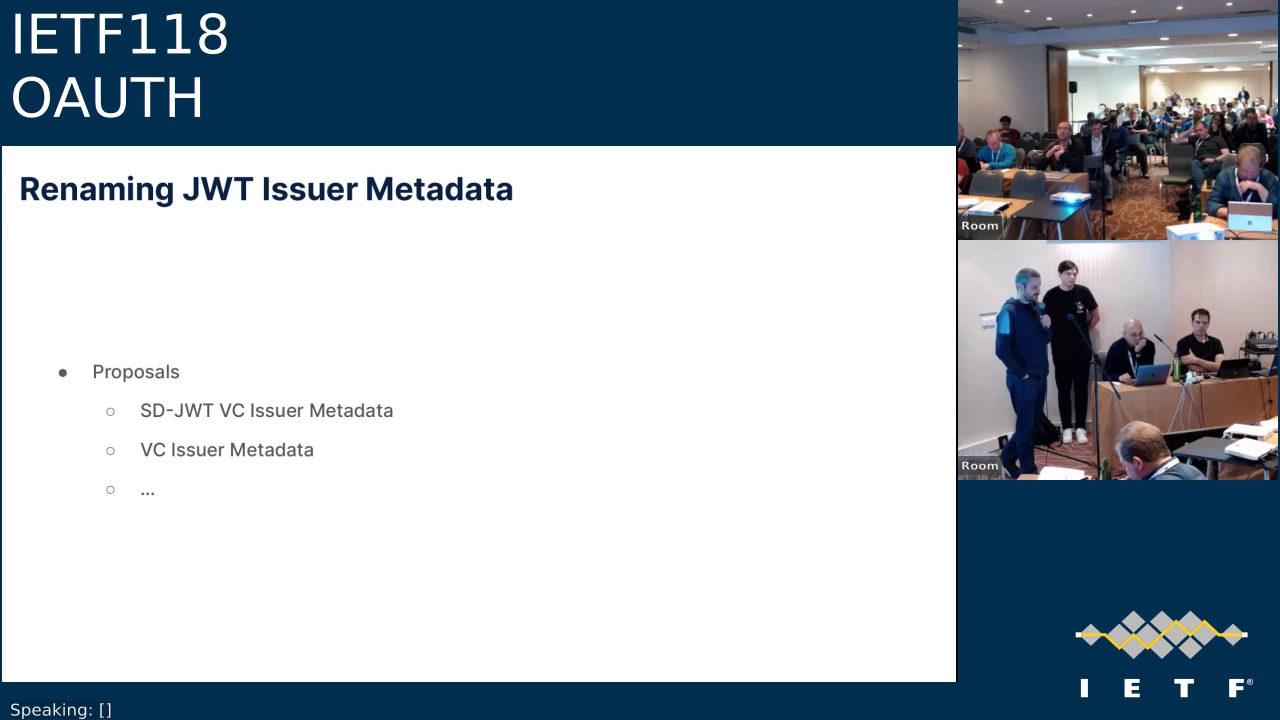 IETF118
OAUTH
Renaming JWT Issuer Metadata
● Proposals
○ SD-JWT VC Issuer Metadata
○ VC Issuer Metadata
○ ...
Room
Room
IETF®
Speaking: []